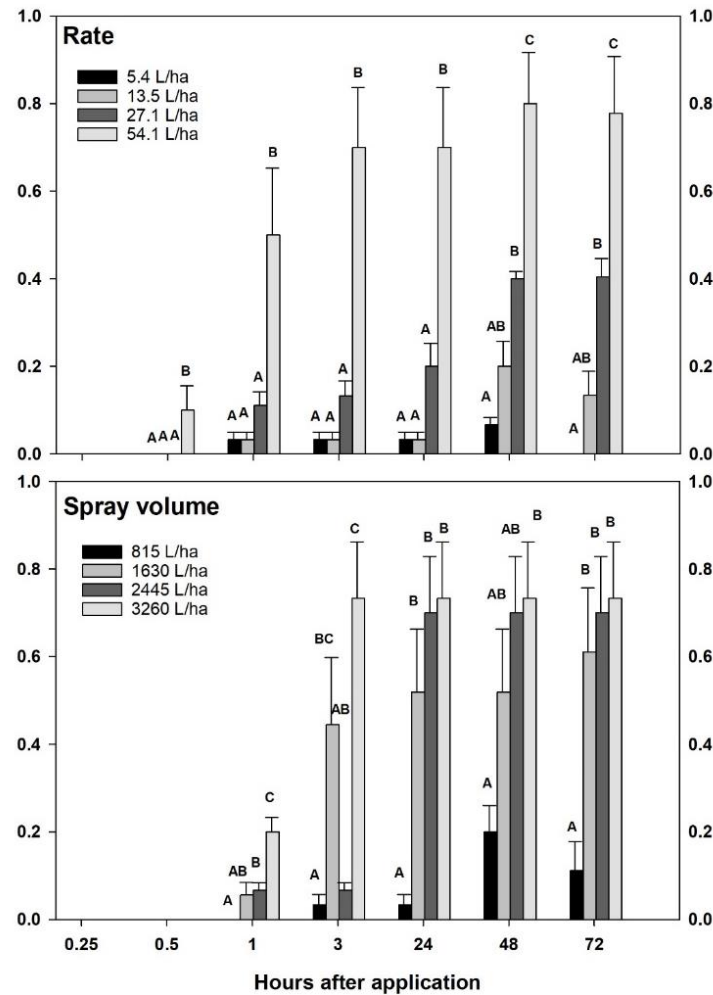 1.0 1.0
Rate
5.4 L/ha
13.5 L/ha
27.1 L/ha
54.1 L/ha
C C
B B
0.8 0.8
B
0.6 0.6
B B
0.4 0.4
AB
A
B AB
0.2 A A 0.2
A A A A A A A A
A A A
0.0 0.0
1.0 1.0
Spray volume
815 L/ha
1630 L/ha
2445 L/ha
3260 L/ha
C B B AB B B B
0.8 0.8
BC B AB
0.6 0.6
AB
0.4 0.4
C A
0.2 0.2
AB B A A A
A
0.0 0.0
0.25 0.5 1 3 24 48 72
Hours after application